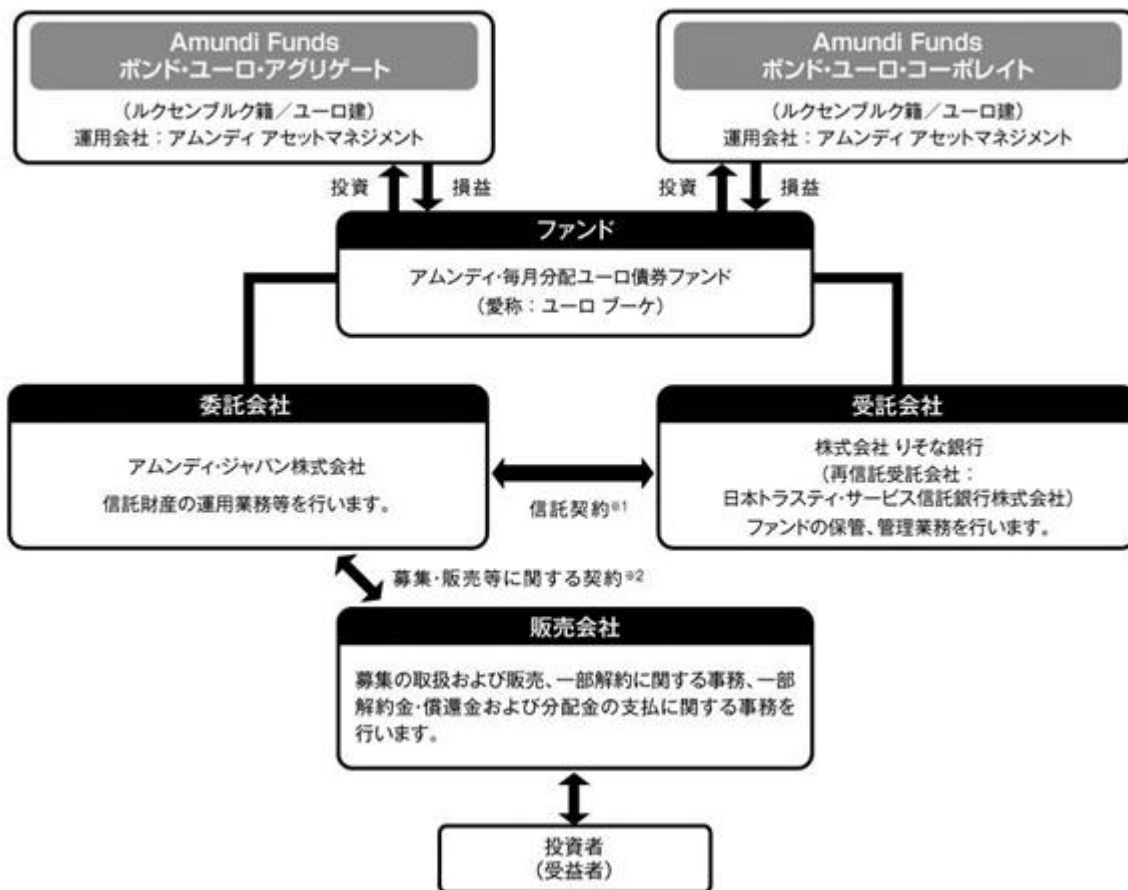 Amundi Funds
ボンド・ユーロ・アグリゲート
(ルクセンブルク籍／ユーロ建)
運用会社：アムンディ アセットマネジメント
Amundi Funds
ボンド・ユーロ・コーポレイト
(ルクセンブルク籍／ユーロ建)
運用会社：アムンディ アセットマネジメント
投資
損益
投資
損益
ファンド
アムンディ・毎月分配ユーロ債券ファンド
(愛称：ユーロ ブーケ)
委託会社
アムンディ・ジャパン株式会社
信託財産の運用業務等を行います。
信託契約※1
受託会社
株式会社 りそな銀行
(再信託受託会社：
日本トラスティ・サービス信託銀行株式会社)
ファンドの保管、管理業務を行います。
募集・販売等に関する契約※2
販売会社
募集の取扱および販売、一部解約に関する事務、一部
解約金・償還金および分配金の支払に関する事務を
行います。
投資者
(受益者)